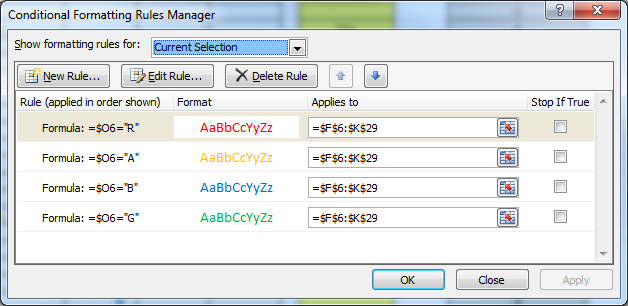 Conditional Formatting Rules Manager
Show formatting rules for: Current Selection
New Rule... Edit Rule... Delete Rule
Rule (applied in order shown) Format Applies to Stop If True
Formula: =$O6="R" AaBbCcYyZz =$F$6:$K$29
Formula: =$O6="A" AaBbCcYyZz =$F$6:$K$29
Formula: =$O6="B" AaBbCcYyZz =$F$6:$K$29
Formula: =$O6="G" AaBbCcYyZz =$F$6:$K$29
OK Close Apply